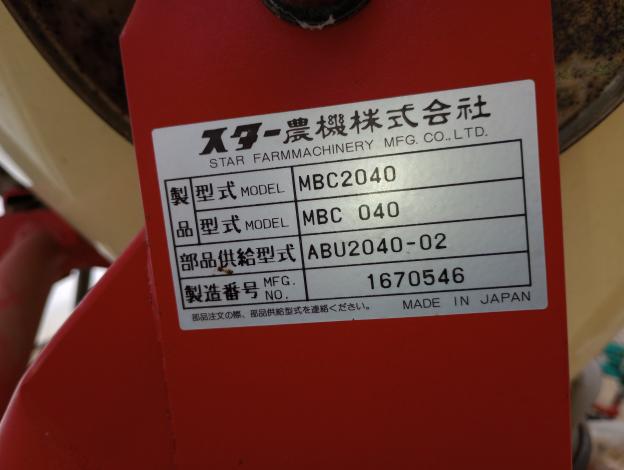 スター農機株式会社
STAR FARMMACHINERY MFG. CO., LTD.
製品 型式 MODEL MBC2040
型式 MODEL MBC 040
部品供給型式 ABU2040-02
製造番号 MFG. NO. 1670546
部品注文の際、部品供給型式を連絡ください。 MADE IN JAPAN